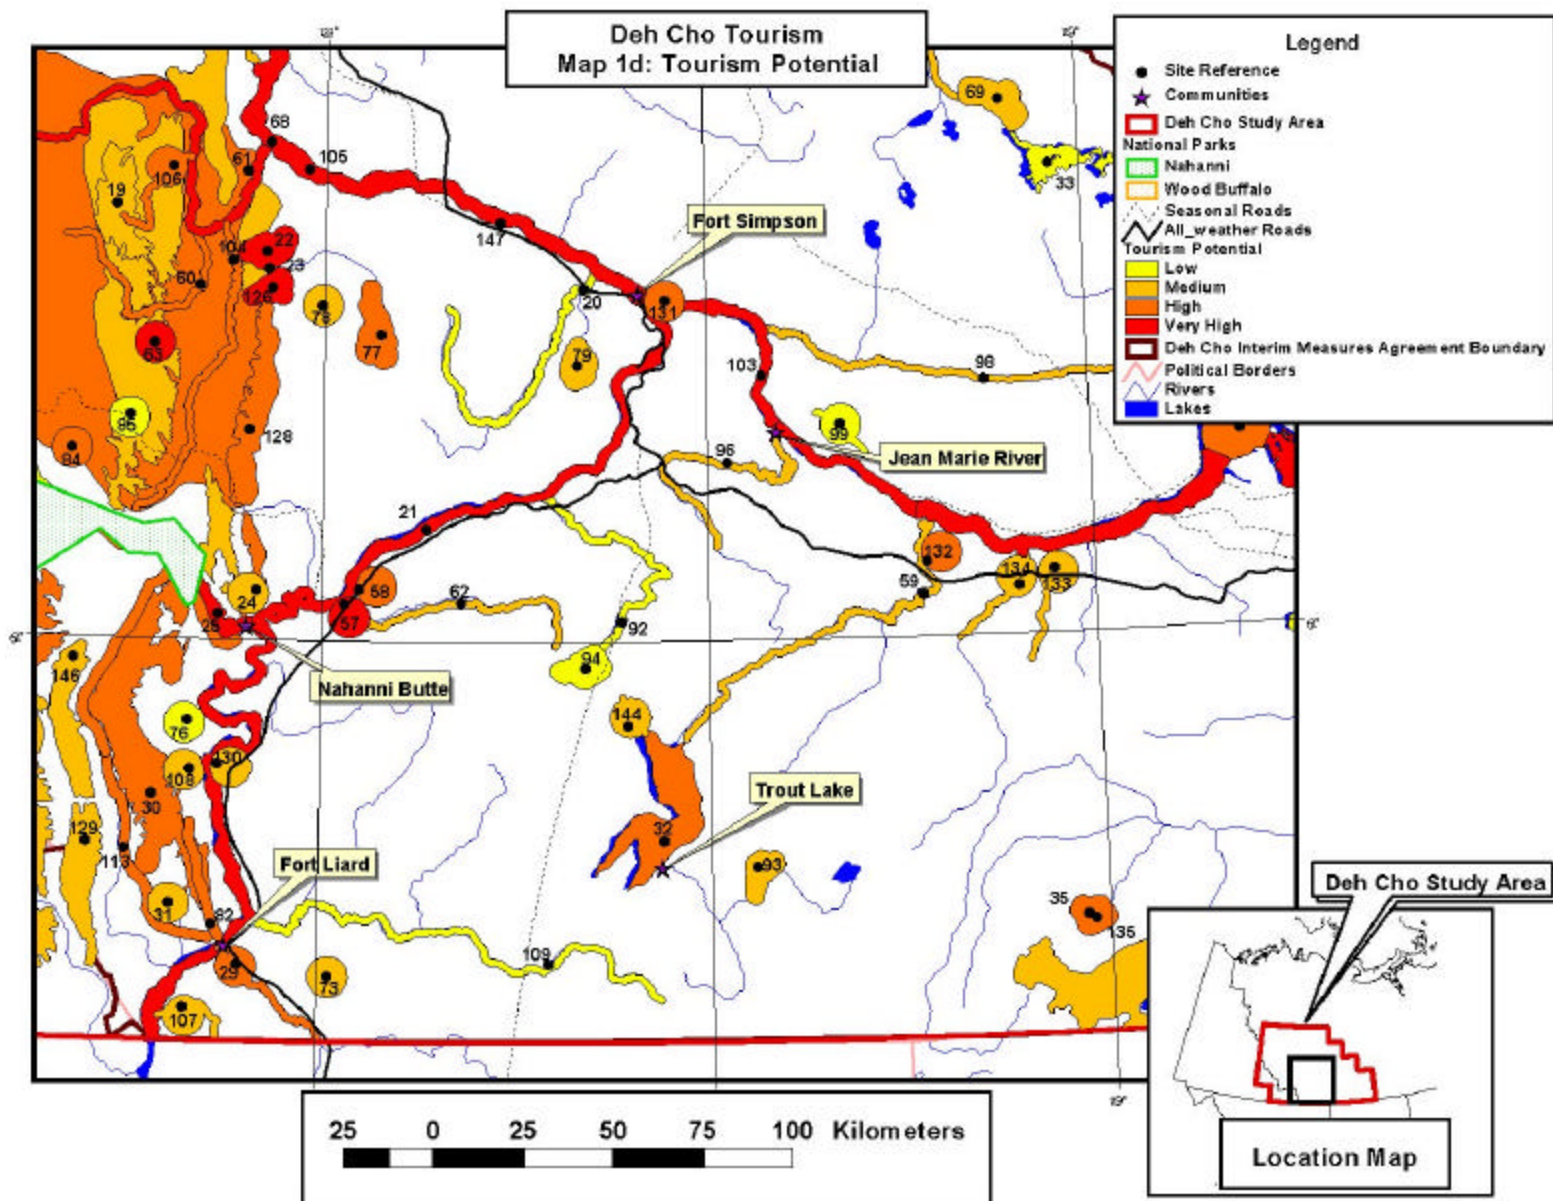 Deh Cho Tourism
Map 1d: Tourism Potential
Legend
Site Reference
Communities
Deh Cho Study Area
National Parks
Nahanni
Wood Buffalo
Seasonal Roads
All_weather Roads
Tourism Potential
Low
Medium
High
Very High
Deh Cho Interim Measures Agreement Boundary
Political Borders
Rivers
Lakes
69
68
105
61
106
19
33
147
Fort Simpson
104
22
23
60
126
20
131
77
79
63
103
98
85
99
128
84
96
Jean Marie River
21
132
134
133
59
24
58
62
25
57
92
146
94
Nahanni Butte
76
144
130
108
30
Trout Lake
32
129
113
93
Fort Liard
31
82
35
135
Deh Cho Study Area
109
29
73
107
25 0 25 50 75 100 Kilometers
Location Map